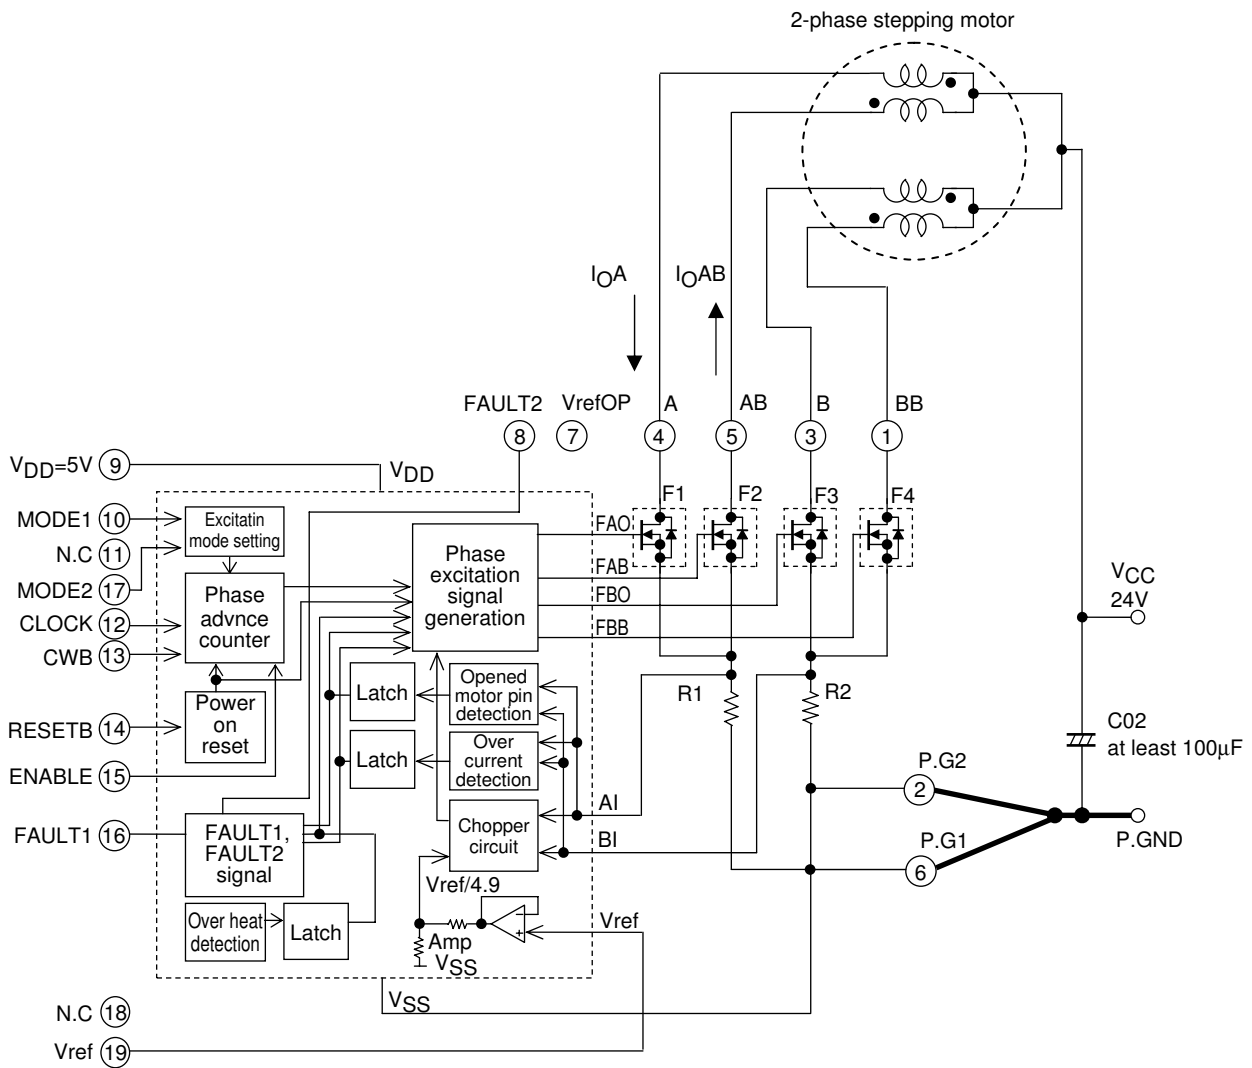 2-phase stepping motor
IOA
IOAB
FAULT2
VrefOP
A
AB
B
BB
8
7
4
5
3
1
VDD=5V
9
VDD
MODE1
10
N.C
11
MODE2
17
CLOCK
12
CWB
13
RESETB
14
ENABLE
15
FAULT1
16
Excitatin
mode setting
Phase
advnce
counter
Power
on
reset
FAULT1,
FAULT2
signal
Over heat
detection
Latch
Phase
excitation
signal
generation
Latch
Opened
motor pin
detection
Latch
Over
current
detection
Chopper
circuit
Vref/4.9
Amp
VSS
FAO
FAB
FBO
FBB
F1
F2
F3
F4
R1
R2
AI
BI
Vref
VCC
24V
C02
at least 100μF
P.G2
2
P.G1
6
P.GND
VSS
N.C
18
Vref
19